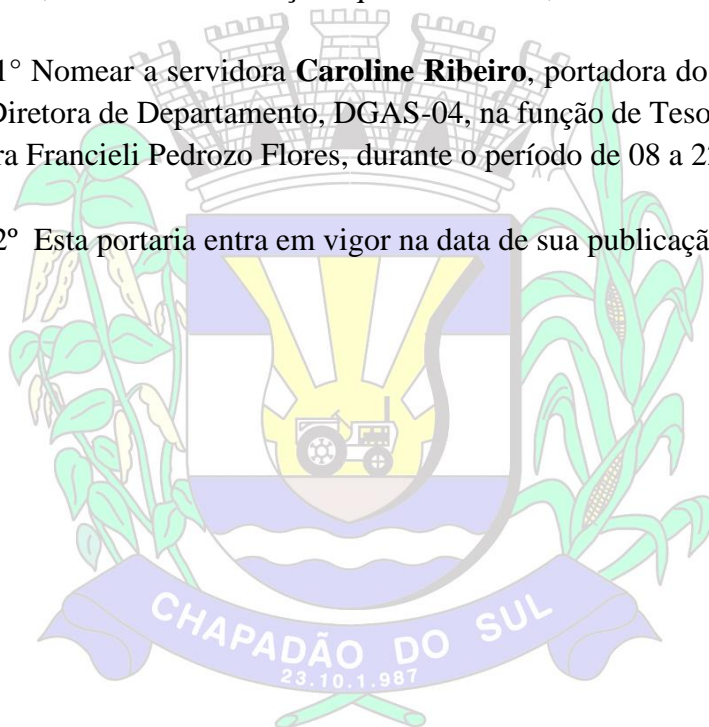 1° Nomear a servidora Caroline Ribeiro, portadora do
Diretora de Departamento, DGAS-04, na função de Teso
ra Francieli Pedrozo Flores, durante o período de 08 a 2
2º Esta portaria entra em vigor na data de sua publicaçã
CHAPADÃO DO SUL
23.10.1.987